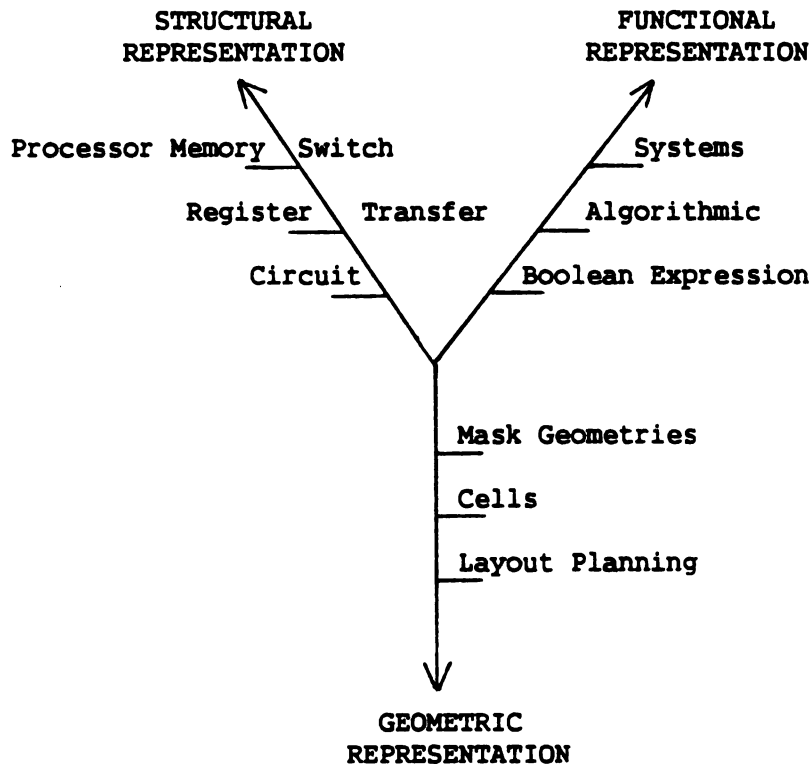 STRUCTURAL
REPRESENTATION
FUNCTIONAL
REPRESENTATION
Processor Memory Switch
Systems
Register Transfer
Algorithmic
Circuit
Boolean Expression
Mask Geometries
Cells
Layout Planning
GEOMETRIC
REPRESENTATION